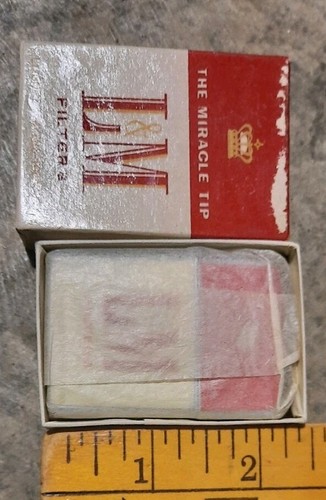 THE MIRACLE TIP
L&M
FILTERS
L&M
1 2